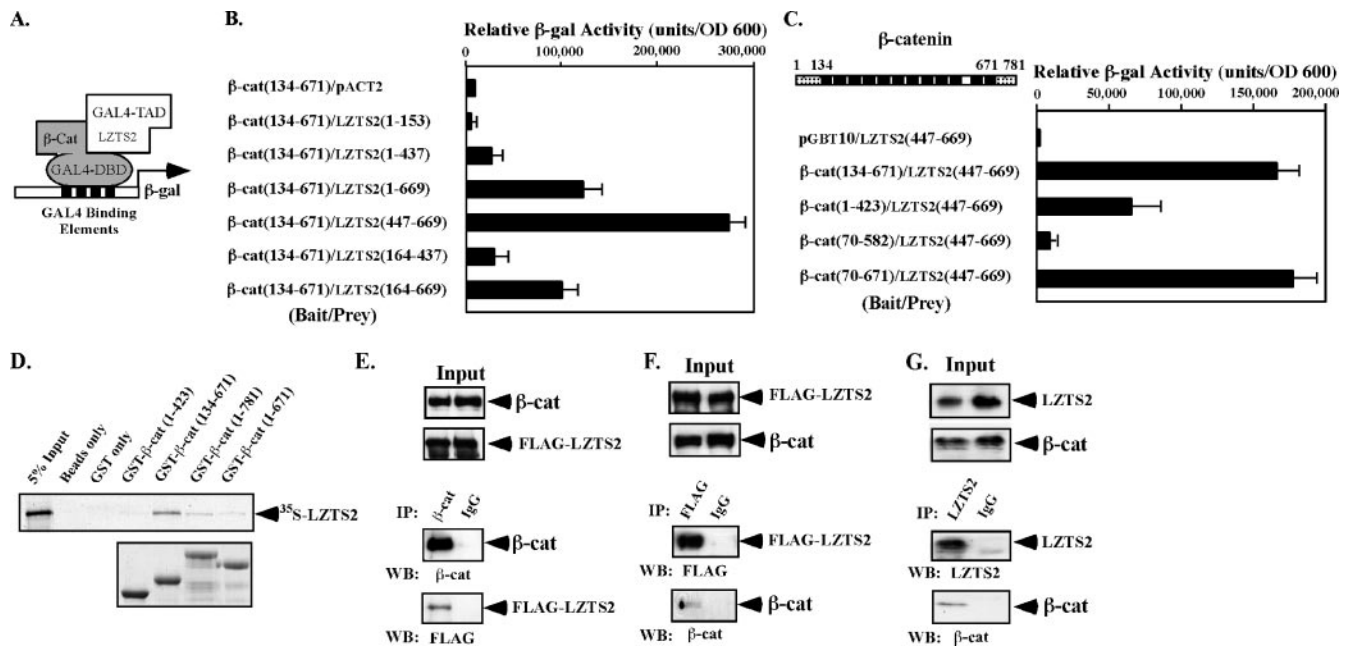 A.
GAL4-TAD
β-Cat
LZTS2
GAL4-DBD
β-gal
GAL4 Binding
Elements
B.
Relative β-gal Activity (units/OD 600)
0
100,000
200,000
300,000
β-cat(134-671)/pACT2
β-cat(134-671)/LZTS2(1-153)
β-cat(134-671)/LZTS2(1-437)
β-cat(134-671)/LZTS2(1-669)
β-cat(134-671)/LZTS2(447-669)
β-cat(134-671)/LZTS2(164-437)
β-cat(134-671)/LZTS2(164-669)
(Bait/Prey)
C.
β-catenin
1 134
671 781
Relative β-gal Activity (units/OD 600)
0
50,000
100,000
150,000
200,000
pGBT10/LZTS2(447-669)
β-cat(134-671)/LZTS2(447-669)
β-cat(1-423)/LZTS2(447-669)
β-cat(70-582)/LZTS2(447-669)
β-cat(70-671)/LZTS2(447-669)
(Bait/Prey)
D.
5% Input
Beads only
GST only
GST-β-cat (1-423)
GST-β-cat (134-671)
GST-β-cat (1-781)
GST-β-cat (1-671)
³⁵S-LZTS2
E.
Input
β-cat
FLAG-LZTS2
IP: β-cat IgG
β-cat
WB: β-cat
FLAG-LZTS2
WB: FLAG
F.
Input
FLAG-LZTS2
β-cat
IP: FLAG IgG
FLAG-LZTS2
WB: FLAG
β-cat
WB: β-cat
G.
Input
LZTS2
β-cat
IP: LZTS2 IgG
LZTS2
WB: LZTS2
β-cat
WB: β-cat